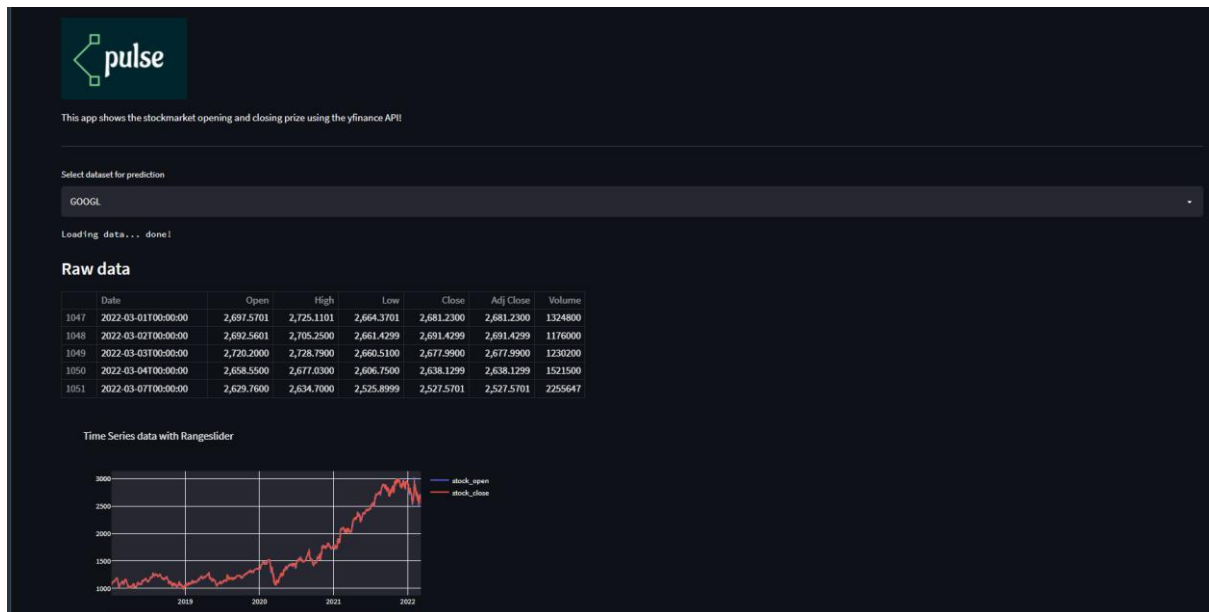 pulse
This app shows the stockmarket opening and closing prize using the yfinance API!
Select dataset for prediction
GOOGL
Loading data... done!
Raw data
Date Open High Low Close Adj Close Volume
1047 2022-03-01T00:00:00 2,697.5701 2,725.1101 2,664.3701 2,681.2300 2,681.2300 1324800
1048 2022-03-02T00:00:00 2,692.5601 2,705.2500 2,661.4299 2,691.4299 2,691.4299 1176000
1049 2022-03-03T00:00:00 2,720.2000 2,728.7900 2,660.5100 2,677.9900 2,677.9900 1230200
1050 2022-03-04T00:00:00 2,658.5500 2,677.0300 2,606.7500 2,638.1299 2,638.1299 1521500
1051 2022-03-07T00:00:00 2,629.7600 2,634.7000 2,525.8999 2,527.5701 2,527.5701 2255647
Time Series data with Rangeslider
3000
2500
2000
1500
1000
2019 2020 2021 2022
stock_open
stock_close